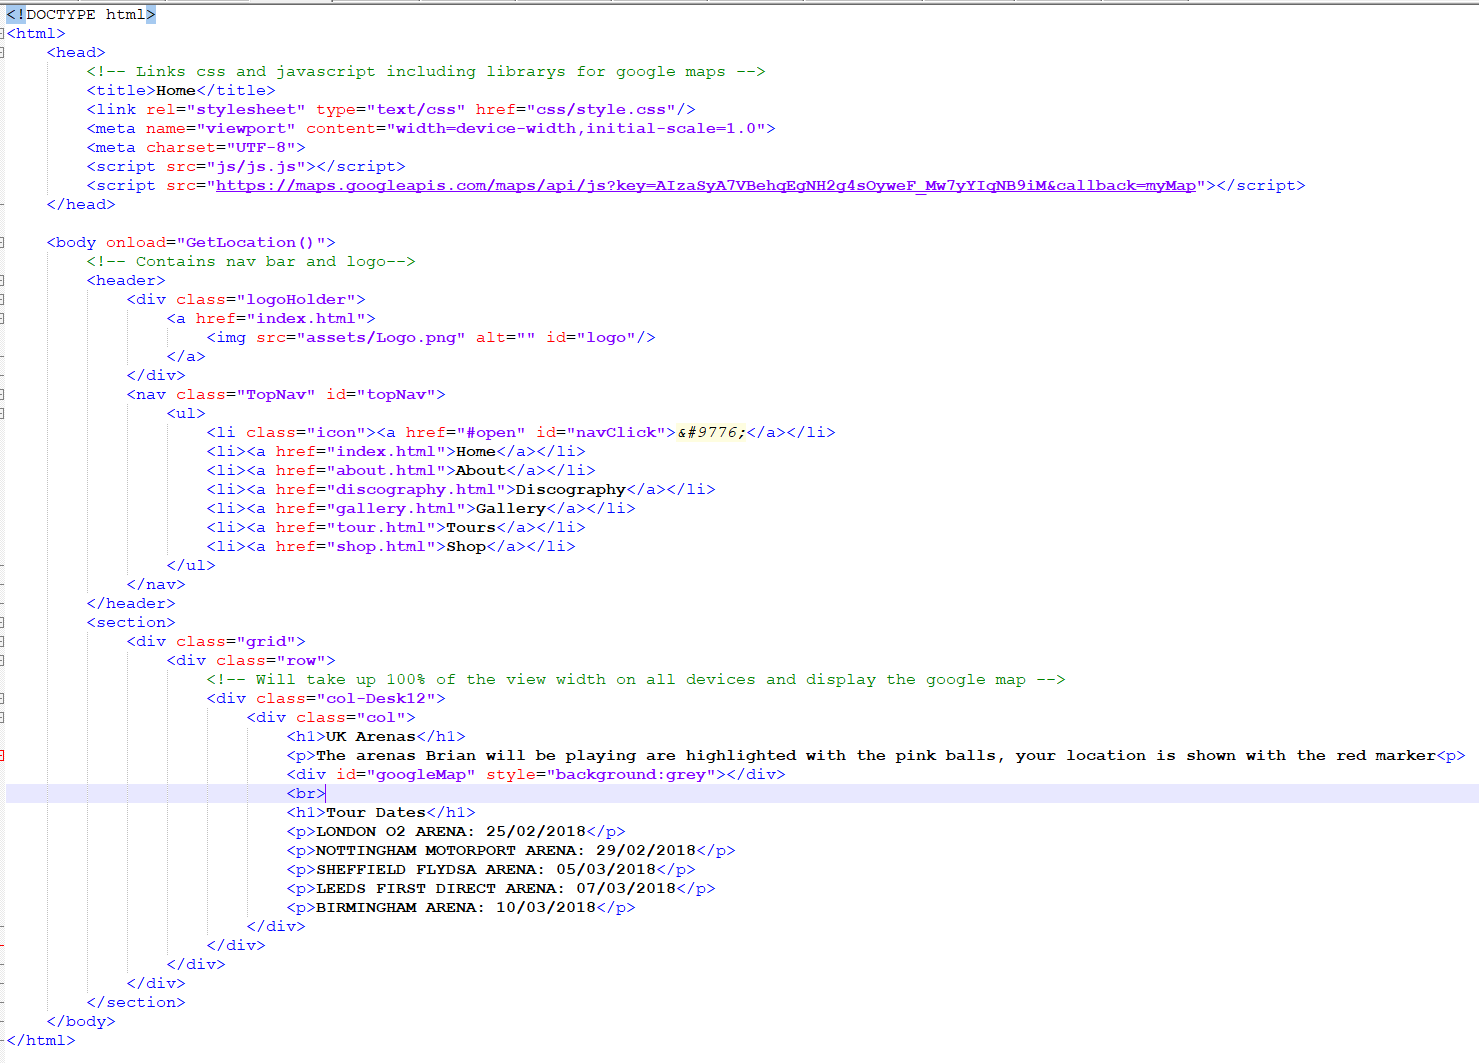 <!DOCTYPE html>
<html>
<head>
<!-- Links css and javascript including librarys for google maps -->
<title>Home</title>
<link rel="stylesheet" type="text/css" href="css/style.css"/>
<meta name="viewport" content="width=device-width,initial-scale=1.0">
<meta charset="UTF-8">
<script src="js/js.js"></script>
<script src="https://maps.googleapis.com/maps/api/js?key=AIzaSyA7VBehqEgNH2g4sOyweF_Mw7yYIqNB9iM&callback=myMap"></script>
</head>
<body onload="GetLocation()">
<!-- Contains nav bar and logo-->
<header>
<div class="logoHolder">
<a href="index.html">
<img src="assets/Logo.png" alt="" id="logo"/>
</a>
</div>
<nav class="TopNav" id="topNav">
<ul>
<li class="icon"><a href="#open" id="navClick">&#9776;</a></li>
<li><a href="index.html">Home</a></li>
<li><a href="about.html">About</a></li>
<li><a href="discography.html">Discography</a></li>
<li><a href="gallery.html">Gallery</a></li>
<li><a href="tour.html">Tours</a></li>
<li><a href="shop.html">Shop</a></li>
</ul>
</nav>
</header>
<section>
<div class="grid">
<div class="row">
<!-- Will take up 100% of the view width on all devices and display the google map -->
<div class="col-Desk12">
<div class="col">
<h1>UK Arenas</h1>
<p>The arenas Brian will be playing are highlighted with the pink balls, your location is shown with the red marker<p>
<div id="googleMap" style="background:grey"></div>
<br>
<h1>Tour Dates</h1>
<p>LONDON O2 ARENA: 25/02/2018</p>
<p>NOTTINGHAM MOTORPORT ARENA: 29/02/2018</p>
<p>SHEFFIELD FLYDSA ARENA: 05/03/2018</p>
<p>LEEDS FIRST DIRECT ARENA: 07/03/2018</p>
<p>BIRMINGHAM ARENA: 10/03/2018</p>
</div>
</div>
</div>
</div>
</section>
</body>
</html>